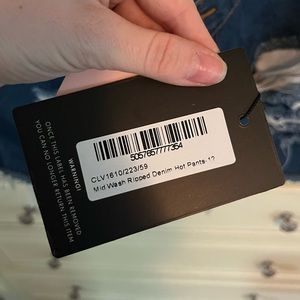 5057857777354
CLV1610/223/59
Mid Wash Ripped Denim Hot Pants-12
WARNING!
ONCE THIS LABEL HAS BEEN REMOVED
YOU CAN NO LONGER RETURN THIS ITEM